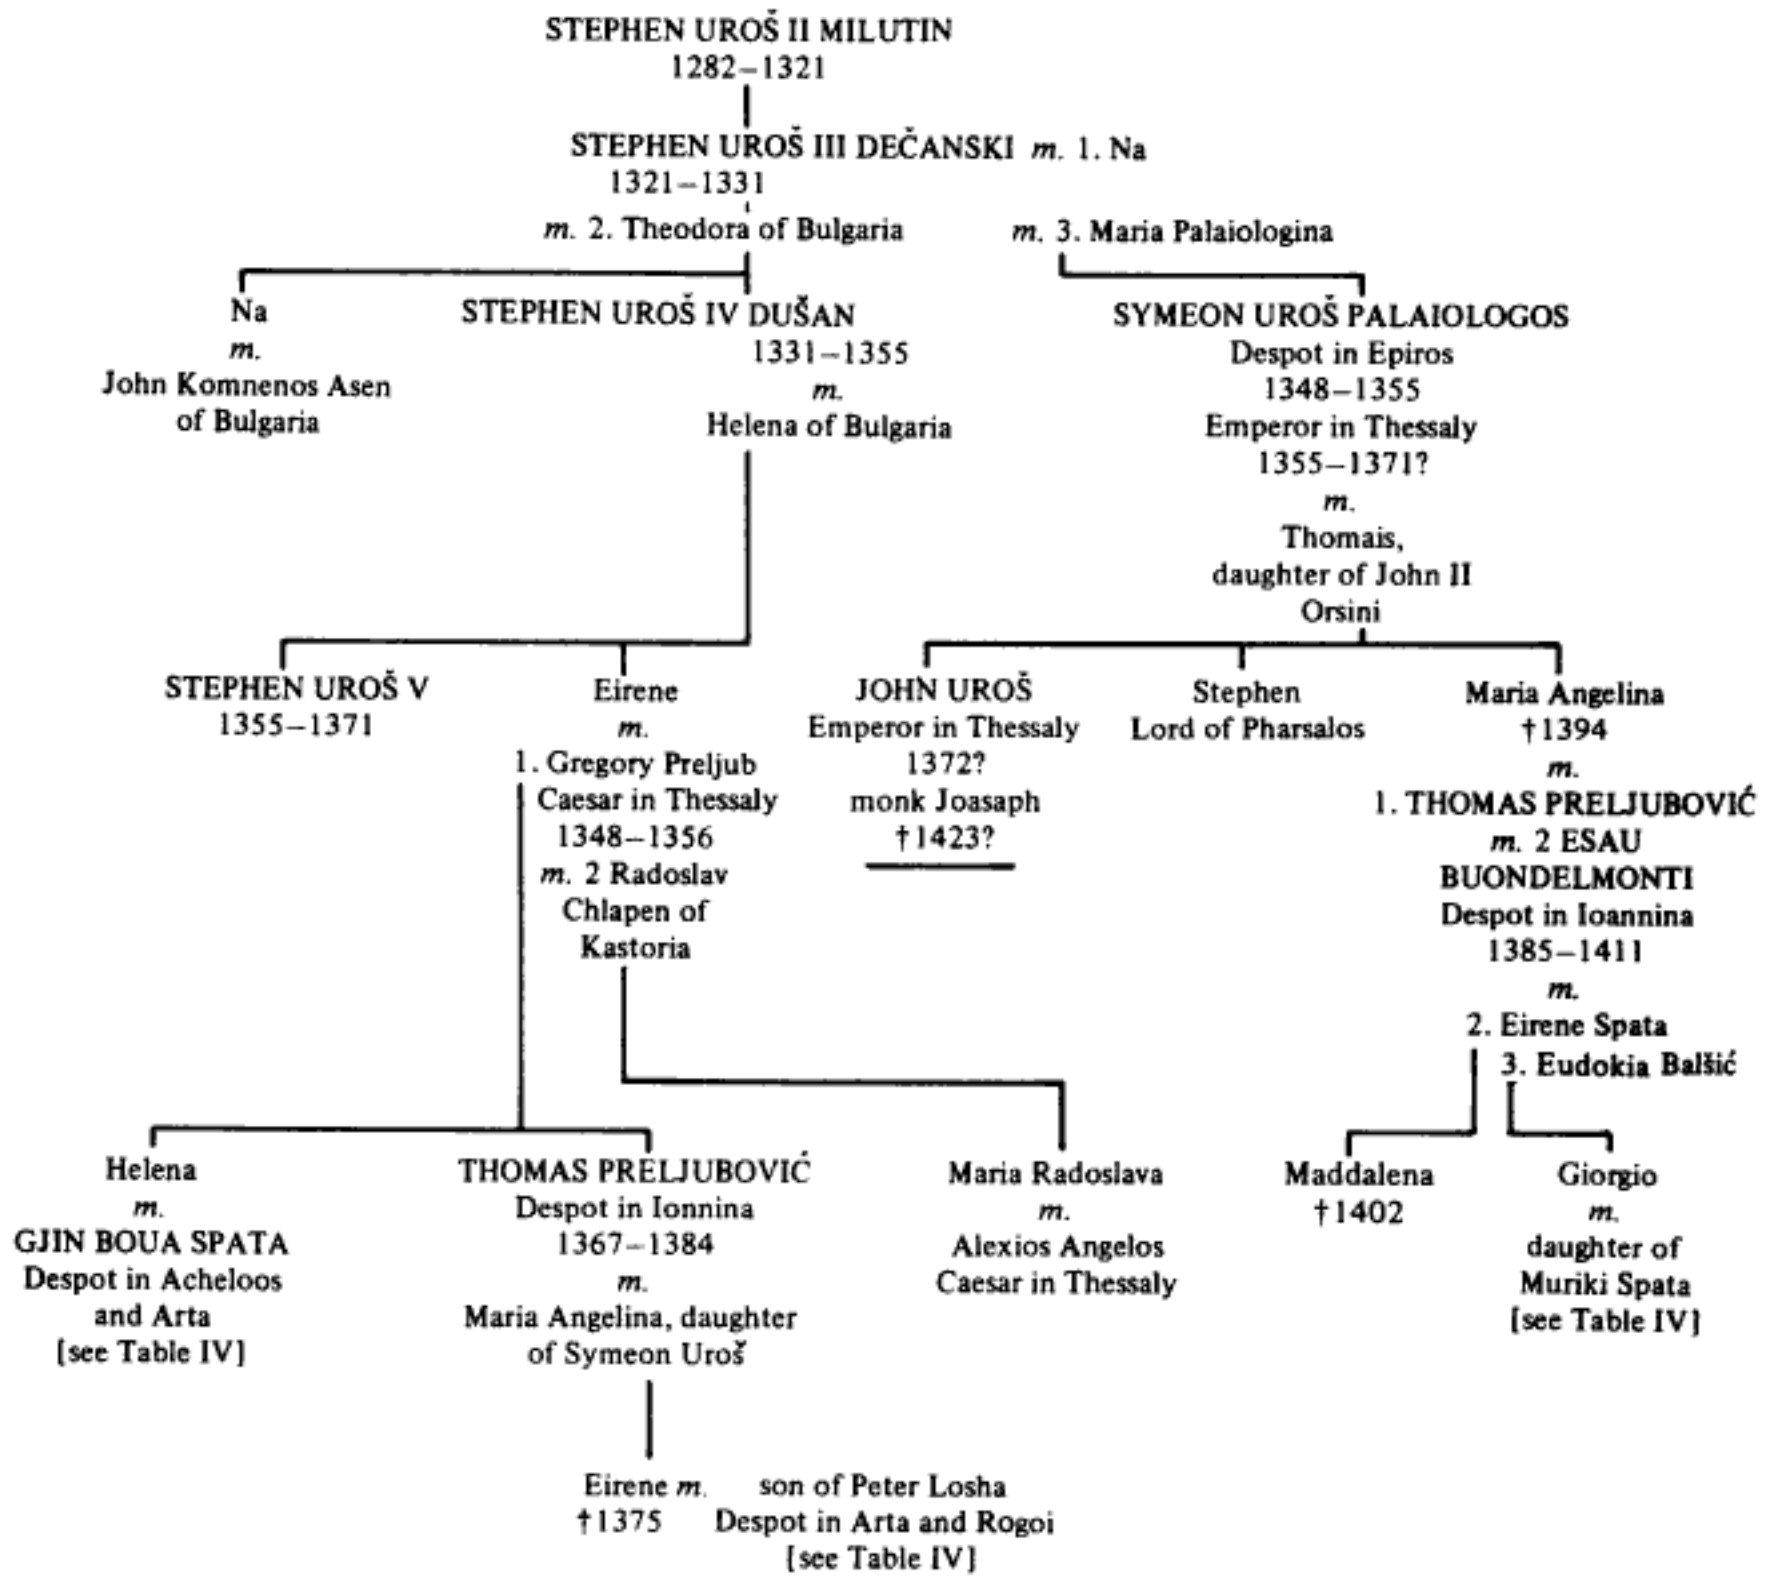 STEPHEN UROŠ II MILUTIN
1282–1321
STEPHEN UROŠ III DEČANSKI m. 1. Na
1321–1331
m. 2. Theodora of Bulgaria
m. 3. Maria Palaiologina
Na
m.
John Komnenos Asen
of Bulgaria
STEPHEN UROŠ IV DUŠAN
1331–1355
m.
Helena of Bulgaria
SYMEON UROŠ PALAIOLOGOS
Despot in Epiros
1348–1355
Emperor in Thessaly
1355–1371?
m.
Thomais,
daughter of John II
Orsini
STEPHEN UROŠ V
1355–1371
Eirene
m.
1. Gregory Preljub
Caesar in Thessaly
1348–1356
m. 2 Radoslav
Chlapen of
Kastoria
JOHN UROŠ
Emperor in Thessaly
1372?
monk Joasaph
†1423?
Stephen
Lord of Pharsalos
Maria Angelina
†1394
m.
1. THOMAS PRELJUBOVIĆ
m. 2 ESAU
BUONDELMONTI
Despot in Ioannina
1385–1411
m.
2. Eirene Spata
3. Eudokia Balšić
Helena
m.
GJIN BOUA SPATA
Despot in Acheloos
and Arta
[see Table IV]
THOMAS PRELJUBOVIĆ
Despot in Ionnina
1367–1384
m.
Maria Angelina, daughter
of Symeon Uroš
Maria Radoslava
m.
Alexios Angelos
Caesar in Thessaly
Maddalena
†1402
Giorgio
m.
daughter of
Muriki Spata
[see Table IV]
Eirene m. son of Peter Losha
†1375 Despot in Arta and Rogoi
[see Table IV]